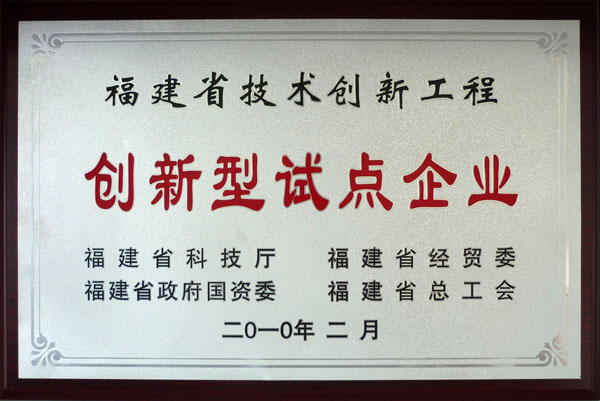 福建省技术创新工程
创新型试点企业
福建省科技厅 福建省经贸委
福建省政府国资委 福建省总工会
二0一0年二月